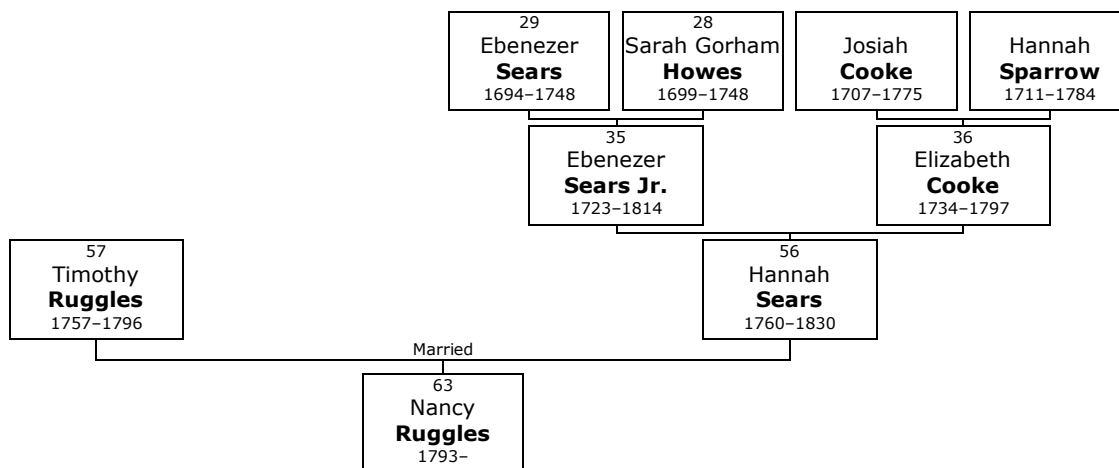 29
Ebenezer
Sears
1694–1748
28
Sarah Gorham
Howes
1699–1748
Josiah
Cooke
1707–1775
Hannah
Sparrow
1711–1784
35
Ebenezer
Sears Jr.
1723–1814
36
Elizabeth
Cooke
1734–1797
57
Timothy
Ruggles
1757–1796
56
Hannah
Sears
1760–1830
Married
63
Nancy
Ruggles
1793–